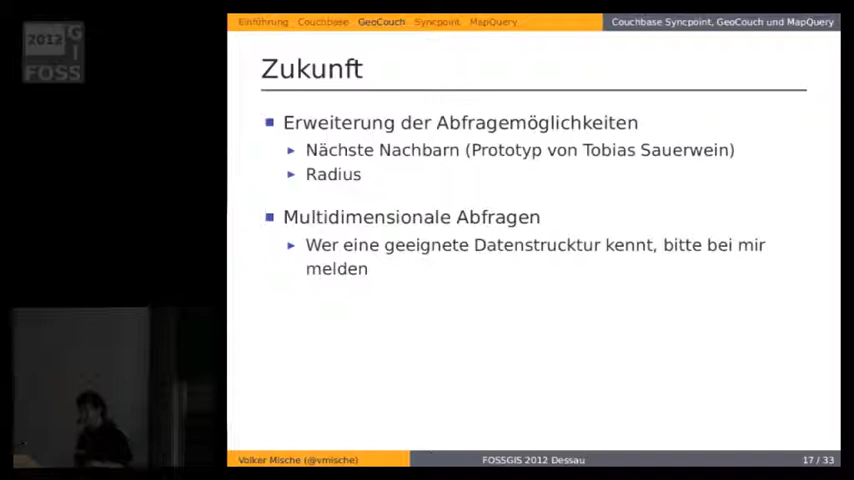 2012 GI
FOSS
Einführung Couchbase GeoCouch Syncpoint MapQuery
Couchbase Syncpoint, GeoCouch und MapQuery
Zukunft
Erweiterung der Abfragemöglichkeiten
Nächste Nachbarn (Prototyp von Tobias Sauerwein)
Radius
Multidimensionale Abfragen
Wer eine geeignete Datenstrucktur kennt, bitte bei mir
melden
Volker Mische (@vmische)
FOSSGIS 2012 Dessau
17 / 33